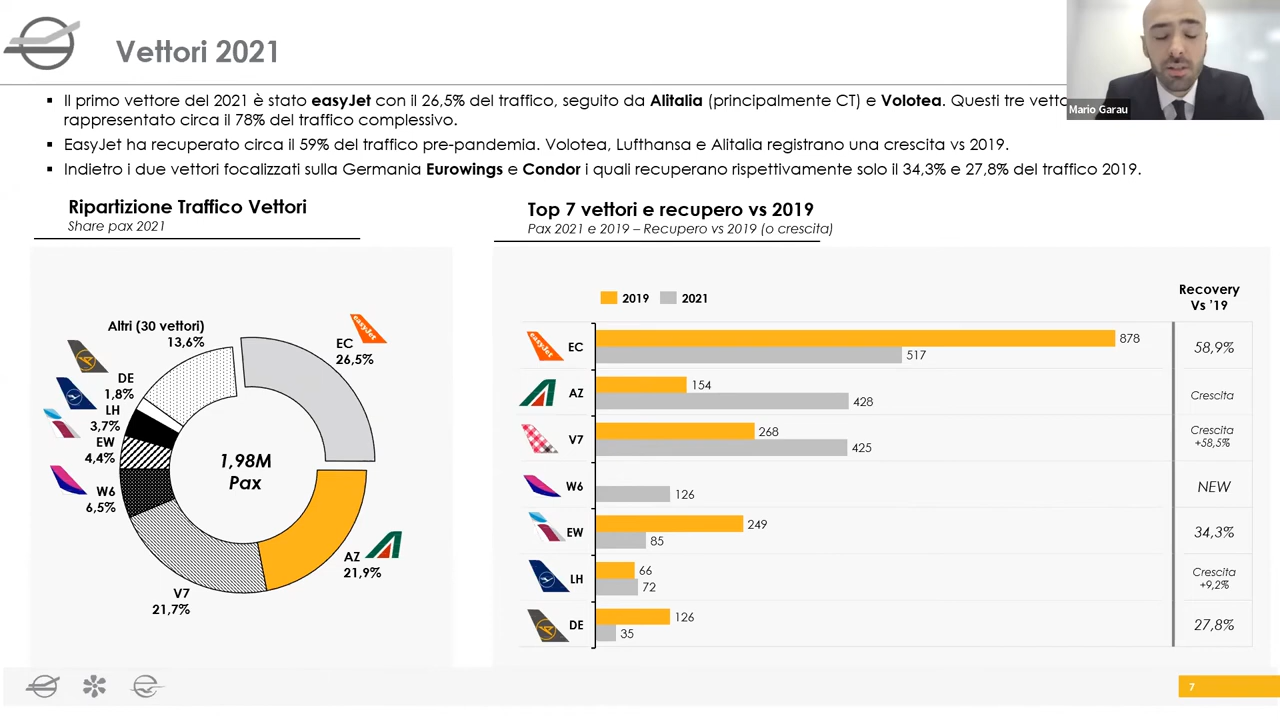 Vettori 2021
Mario Garau
▪ Il primo vettore del 2021 è stato easyJet con il 26,5% del traffico, seguito da Alitalia (principalmente CT) e Volotea. Questi tre
rappresentato circa il 78% del traffico complessivo.
▪ EasyJet ha recuperato circa il 59% del traffico pre-pandemia. Volotea, Lufthansa e Alitalia registrano una crescita vs 2019.
▪ Indietro i due vettori focalizzati sulla Germania Eurowings e Condor i quali recuperano rispettivamente solo il 34,3% e 27,8% del traffico 2019.
Ripartizione Traffico Vettori
Share pax 2021
Altri (30 vettori)
13,6%
easyJet
EC
26,5%
DE
1,8%
LH
3,7%
EW
4,4%
W6
6,5%
1,98M
Pax
AZ
21,9%
V7
21,7%
Top 7 vettori e recupero vs 2019
Pax 2021 e 2019 – Recupero vs 2019 (o crescita)
2019 2021
Recovery
Vs ’19
easyJet
EC 878 517 58,9%
AZ 154 428 Crescita
V7 268 425 Crescita
+58,5%
W6 126 NEW
EW 249 85 34,3%
LH 66 72 Crescita
+9,2%
DE 126 35 27,8%
7